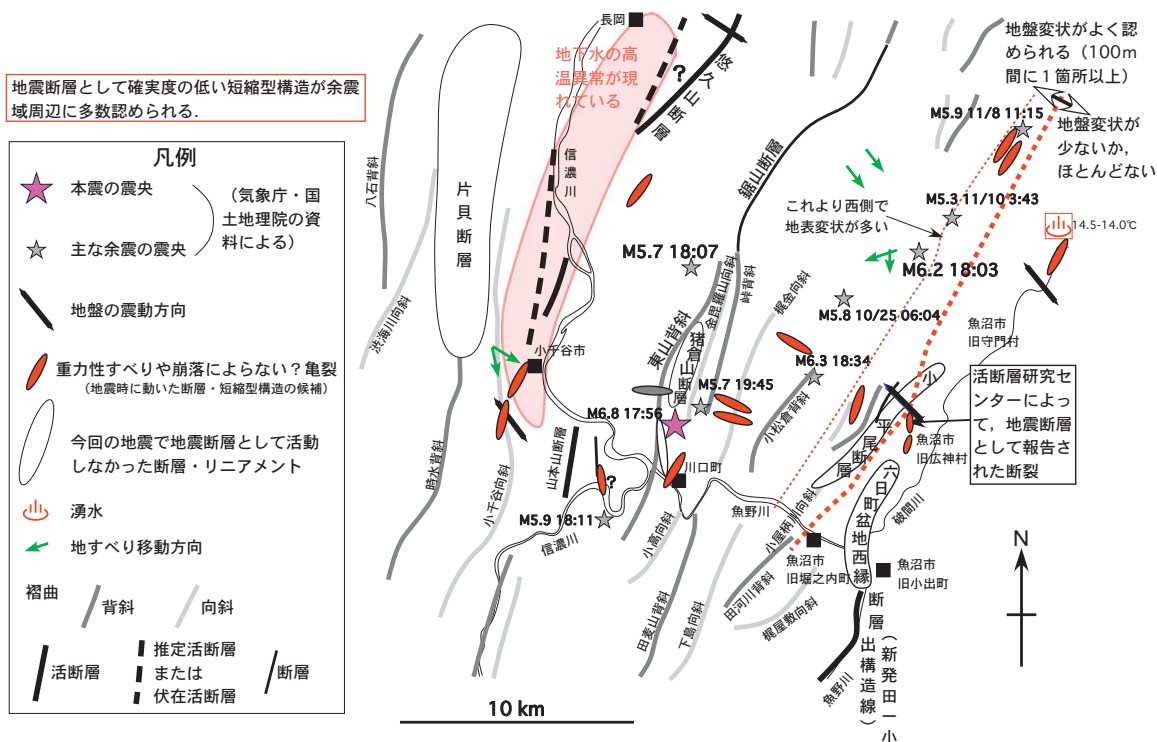 地震断層として確実度の低い短縮型構造が余震
域周辺に多数認められる.
凡例
本震の震央
主な余震の震央
（気象庁・国
土地理院の資
料による）
地盤の震動方向
重力性すべりや崩落によらない？亀裂
（地震時に動いた断層・短縮型構造の候補）
今回の地震で地震断層として活動
しなかった断層・リニアメント
湧水
地すべり移動方向
褶曲
背斜
向斜
活断層
推定活断層
または
伏在活断層
断層
長岡
地下水の高
温異常が現
れている
?
悠久山断層
信濃川
八石背斜
片貝断層
渋海川向斜
鋸山断層
地盤変状がよく認
められる（100m
間に１箇所以上）
M5.9 11/8 11:15
地盤変状が
少ないか，
ほとんどない
これより西側で
地表変状が多い
M5.3 11/10 3:43
14.5-14.0℃
M5.7 18:07
M6.2 18:03
M5.8 10/25 06:04
金毘羅山向斜
峠背斜
梶金向斜
東山背斜
猪倉山断層
魚沼市
旧守門村
小千谷市
M6.3 18:34
M5.7 19:45
M6.8 17:56
小松倉背斜
小平尾断層
活断層研究セ
ンターによっ
て，地震断層
として報告さ
れた断裂
魚沼市
旧広神村
時水背斜
小千谷向斜
山本山断層
?
川口町
M5.9 18:11
信濃川
小高向斜
魚野川
小屋柄川向斜
破間川
六日町盆地西縁断層
（新発田ー小出構造線）
魚沼市
旧堀之内町
魚沼市
旧小出町
田麦山背斜
下島向斜
田河川背斜
梶屋敷向斜
魚野川
N
10 km